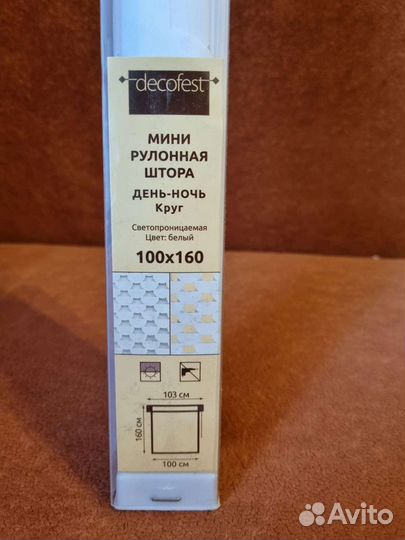 decofest
МИНИ
РУЛОННАЯ
ШТОРА
ДЕНЬ-НОЧЬ
Круг
Светопроницаемая
Цвет: белый
100x160
103 см
160 см
100 см
Avito